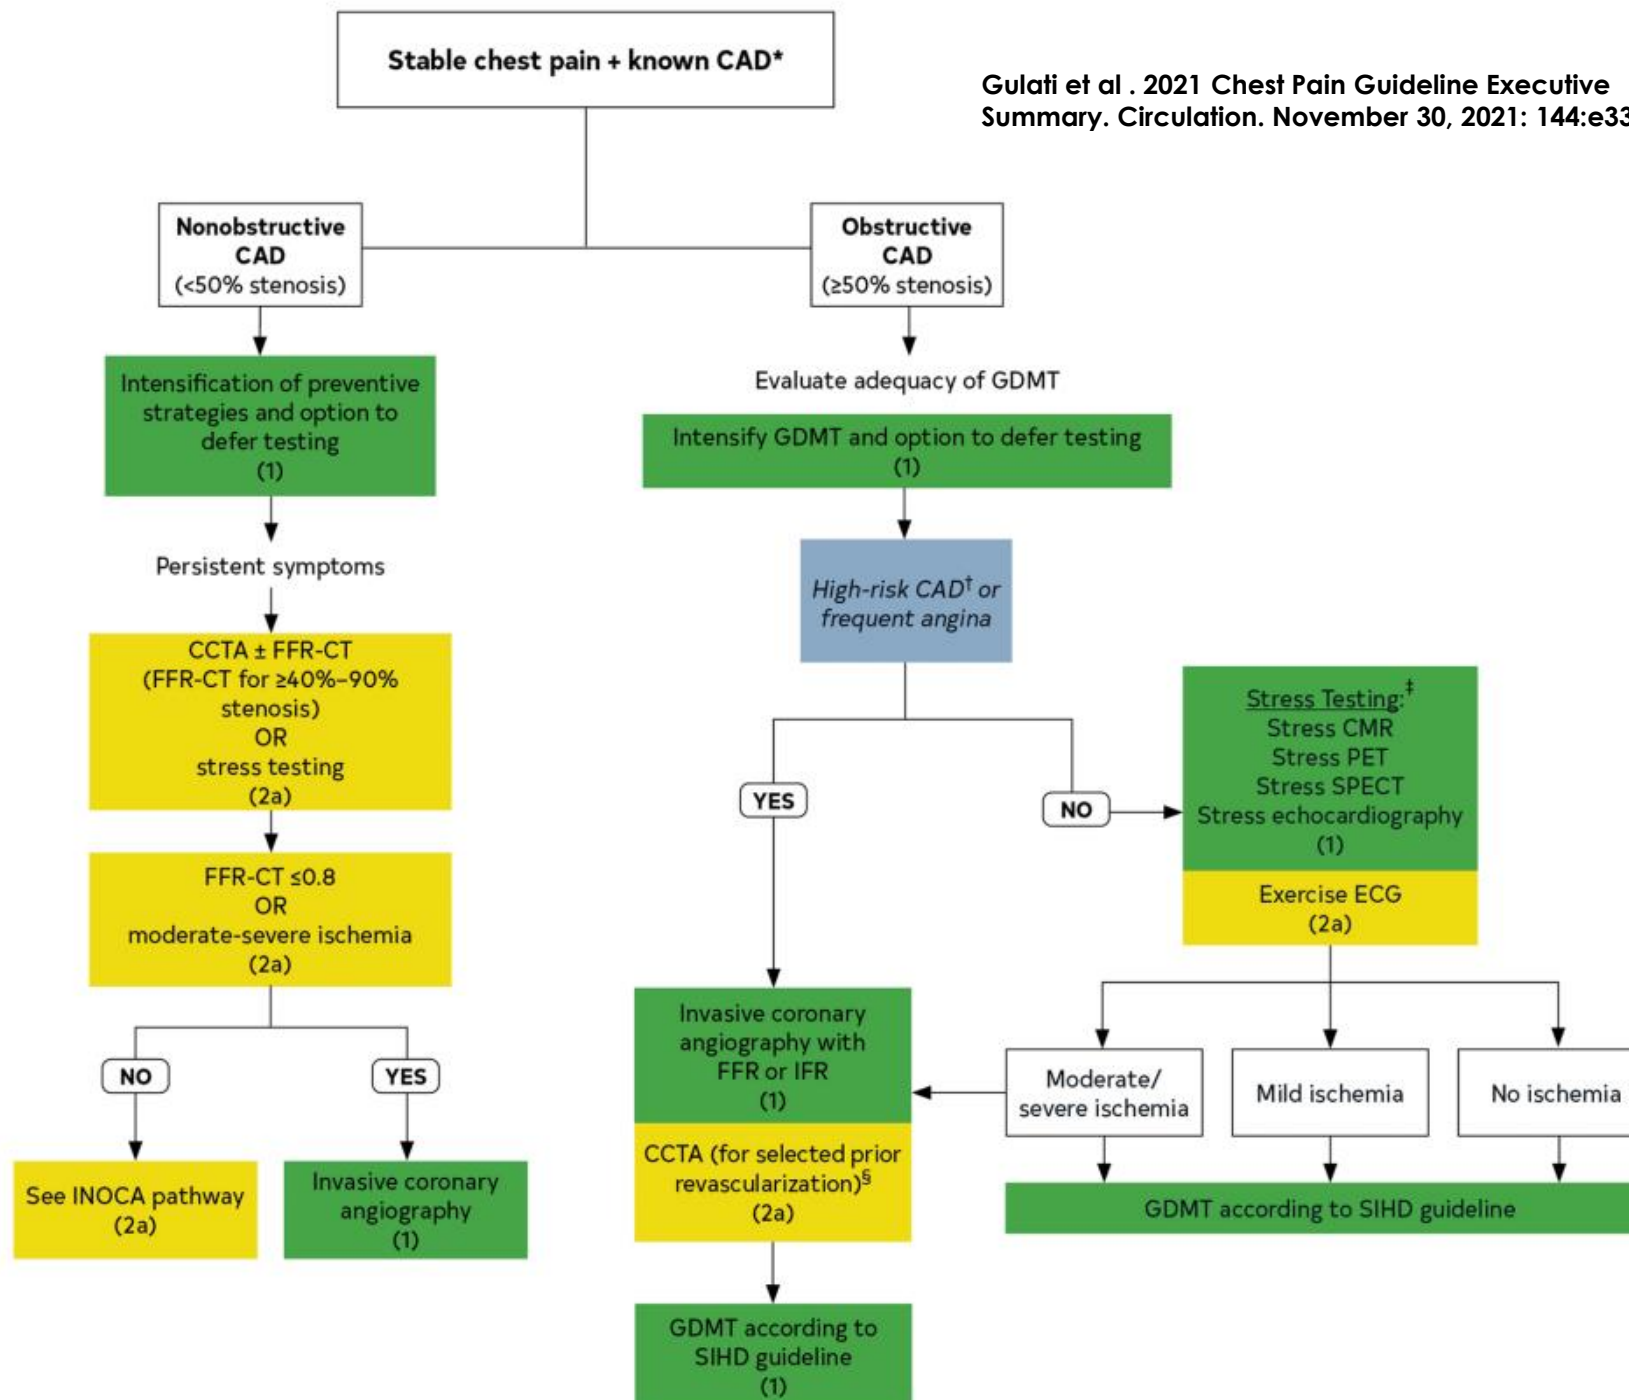 Stable chest pain + known CAD*
Gulati et al . 2021 Chest Pain Guideline Executive
Summary. Circulation. November 30, 2021: 144:e33
Nonobstructive
CAD
(<50% stenosis)
Intensification of preventive
strategies and option to
defer testing
(1)
Persistent symptoms
CCTA ± FFR-CT
(FFR-CT for ≥40%–90%
stenosis)
OR
stress testing
(2a)
FFR-CT ≤0.8
OR
moderate-severe ischemia
(2a)
NO
YES
See INOCA pathway
(2a)
Invasive coronary
angiography
(1)
Obstructive
CAD
(≥50% stenosis)
Evaluate adequacy of GDMT
Intensify GDMT and option to defer testing
(1)
High-risk CAD† or
frequent angina
YES
NO
Stress Testing:‡
Stress CMR
Stress PET
Stress SPECT
Stress echocardiography
(1)
Exercise ECG
(2a)
Invasive coronary
angiography with
FFR or IFR
(1)
CCTA (for selected prior
revascularization)§
(2a)
Moderate/
severe ischemia
Mild ischemia
No ischemia
GDMT according to SIHD guideline
GDMT according to
SIHD guideline
(1)